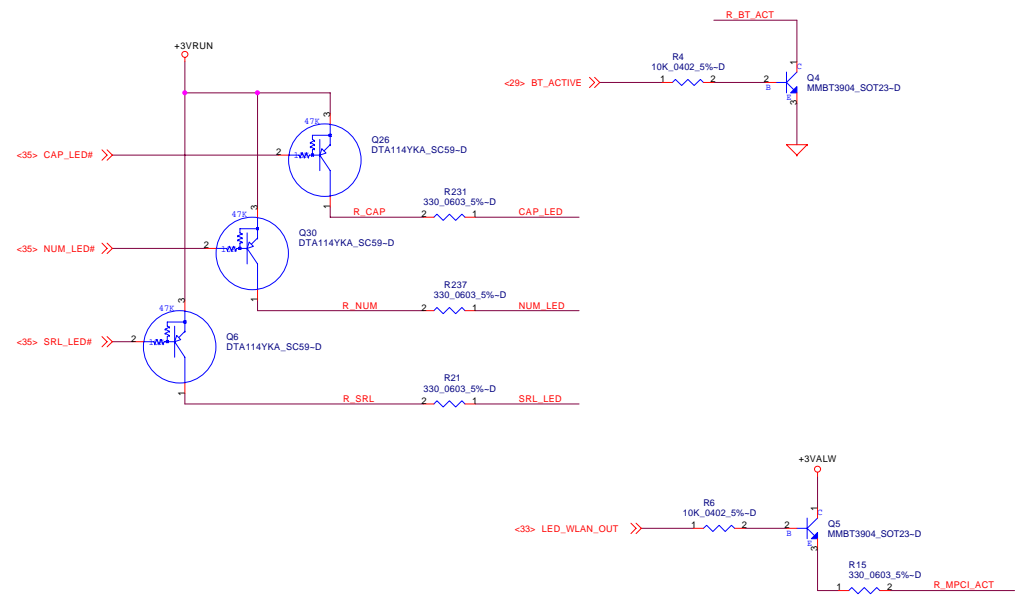 R_BT_ACT
+3VRUN
R4
10K_0402_5%~D
1
2
2
B
1
C
E
3
Q4
MMBT3904_SOT23~D
<29> BT_ACTIVE
47K
3
Q26
DTA114YKA_SC59~D
<35> CAP_LED#
2
1
R_CAP
R231
330_0603_5%~D
2
1
CAP_LED
47K
3
Q30
DTA114YKA_SC59~D
<35> NUM_LED#
2
1
R_NUM
R237
330_0603_5%~D
2
1
NUM_LED
47K
3
Q6
DTA114YKA_SC59~D
<35> SRL_LED#
2
1
R_SRL
R21
330_0603_5%~D
2
1
SRL_LED
+3VALW
R6
10K_0402_5%~D
<33> LED_WLAN_OUT
1
2
2
B
1
C
E
3
Q5
MMBT3904_SOT23~D
R15
330_0603_5%~D
1
2
R_MPCI_ACT